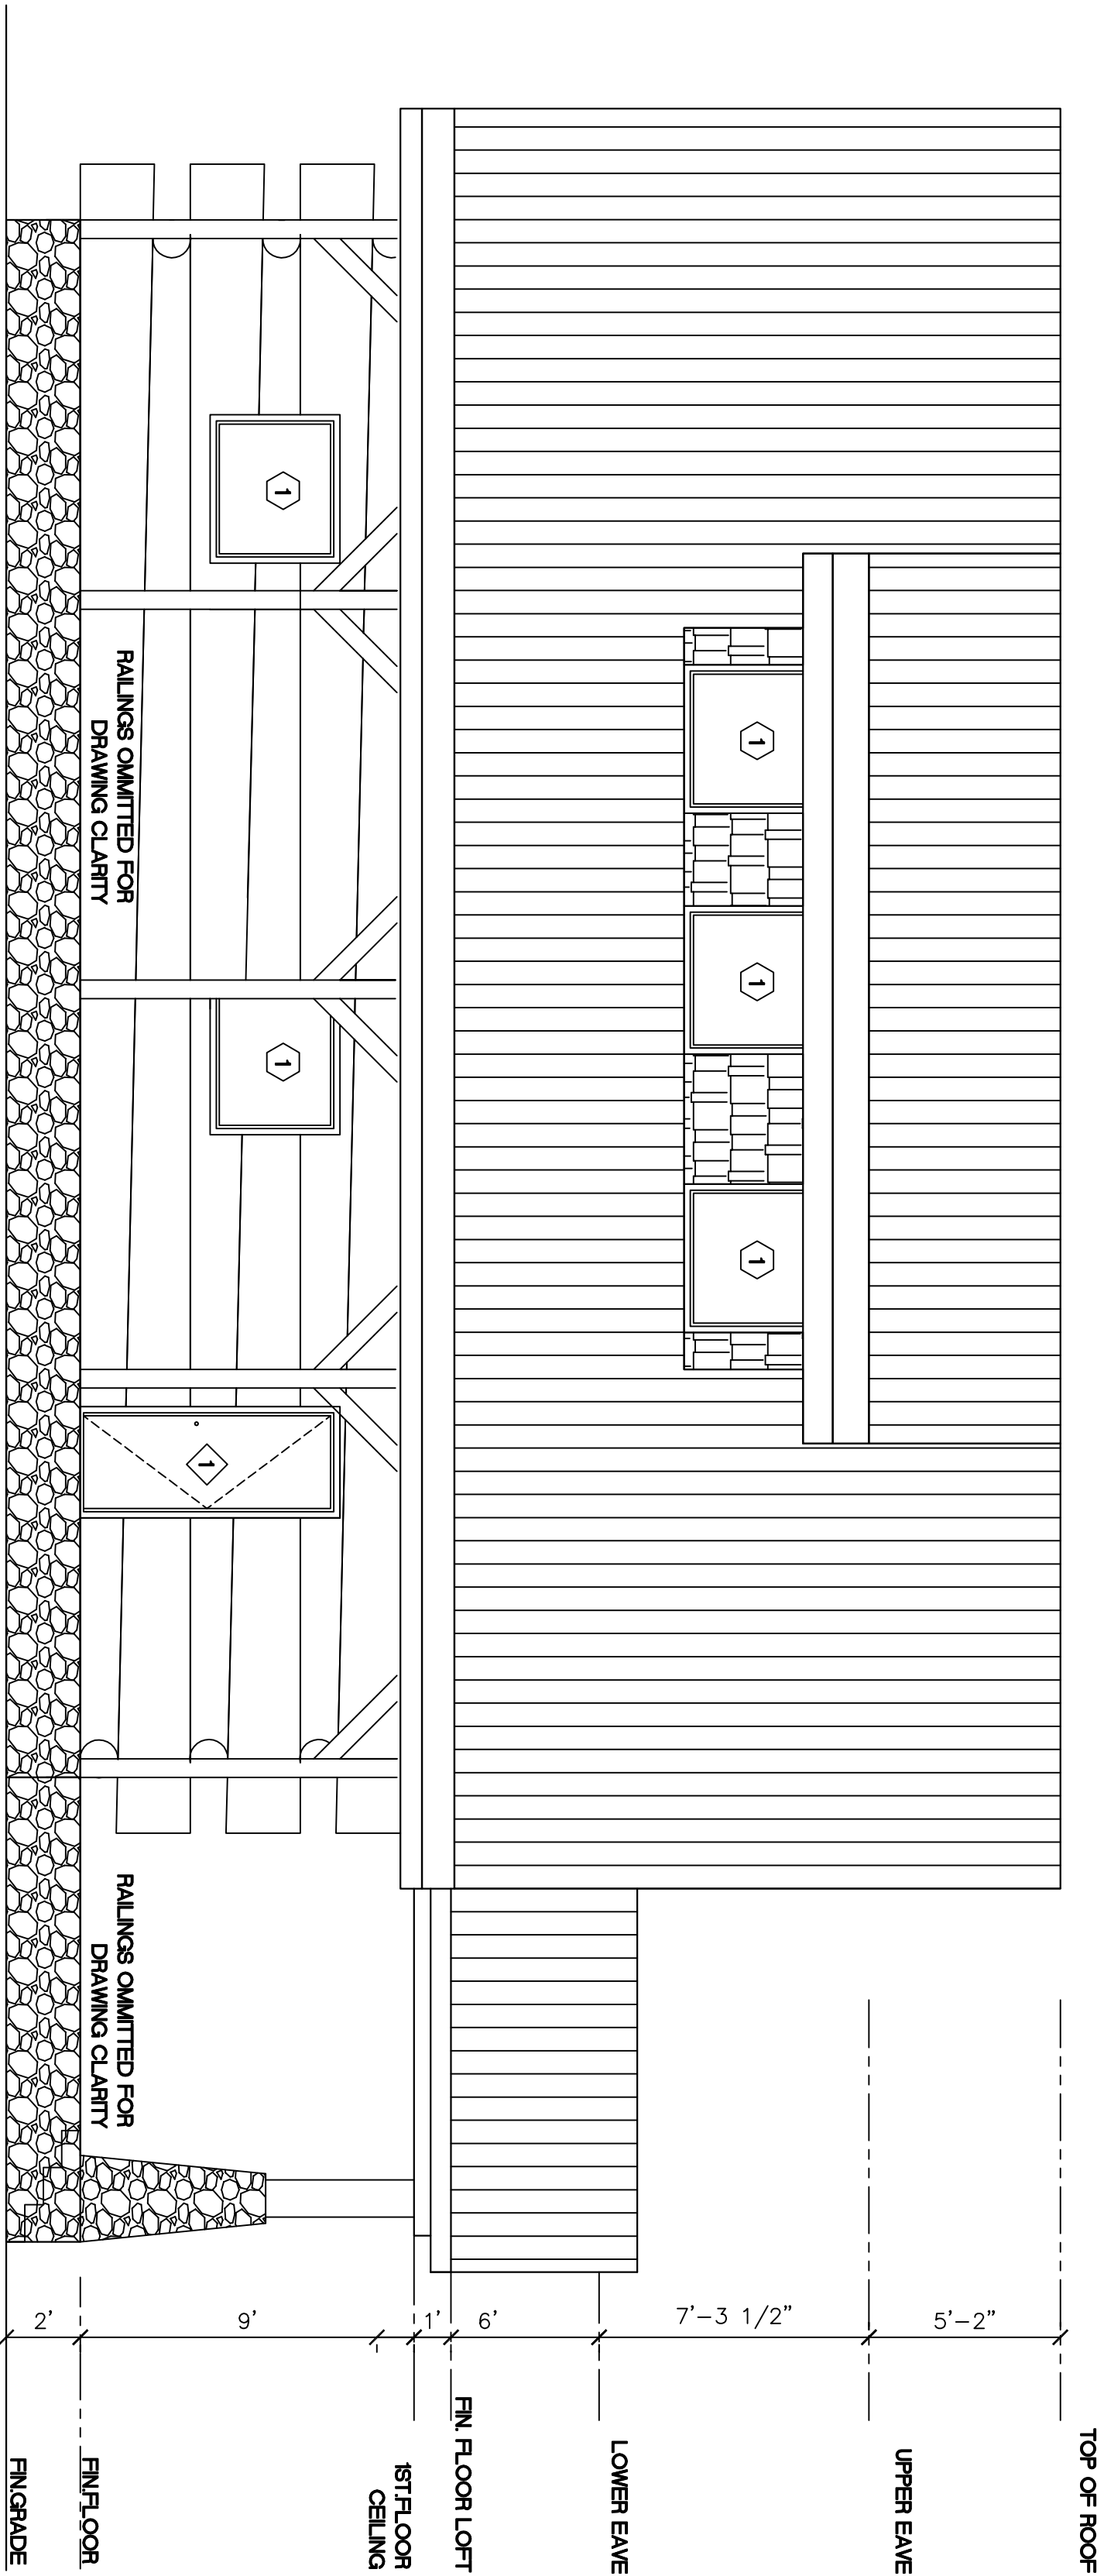 TOP OF ROOF
5'-2"
UPPER EAVE
7'-3 1/2"
LOWER EAVE
6'
FIN. FLOOR LOFT
1'
1ST.FLOOR
CEILING
9'
FIN.FLOOR
2'
FIN.GRADE
1
1
1
1
1
1
RAILINGS OMMITTED FOR
DRAWING CLARITY
RAILINGS OMMITTED FOR
DRAWING CLARITY